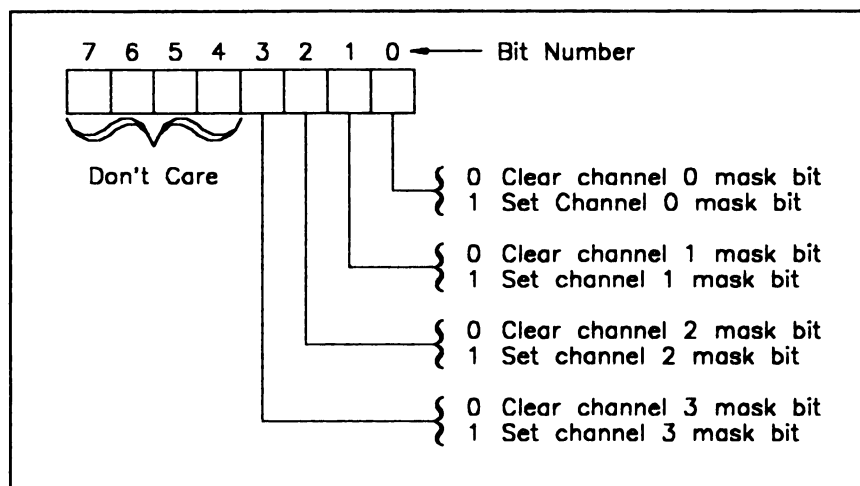 7 6 5 4 3 2 1 0 Bit Number
Don't Care
0 Clear channel 0 mask bit
1 Set Channel 0 mask bit
0 Clear channel 1 mask bit
1 Set channel 1 mask bit
0 Clear channel 2 mask bit
1 Set channel 2 mask bit
0 Clear channel 3 mask bit
1 Set channel 3 mask bit